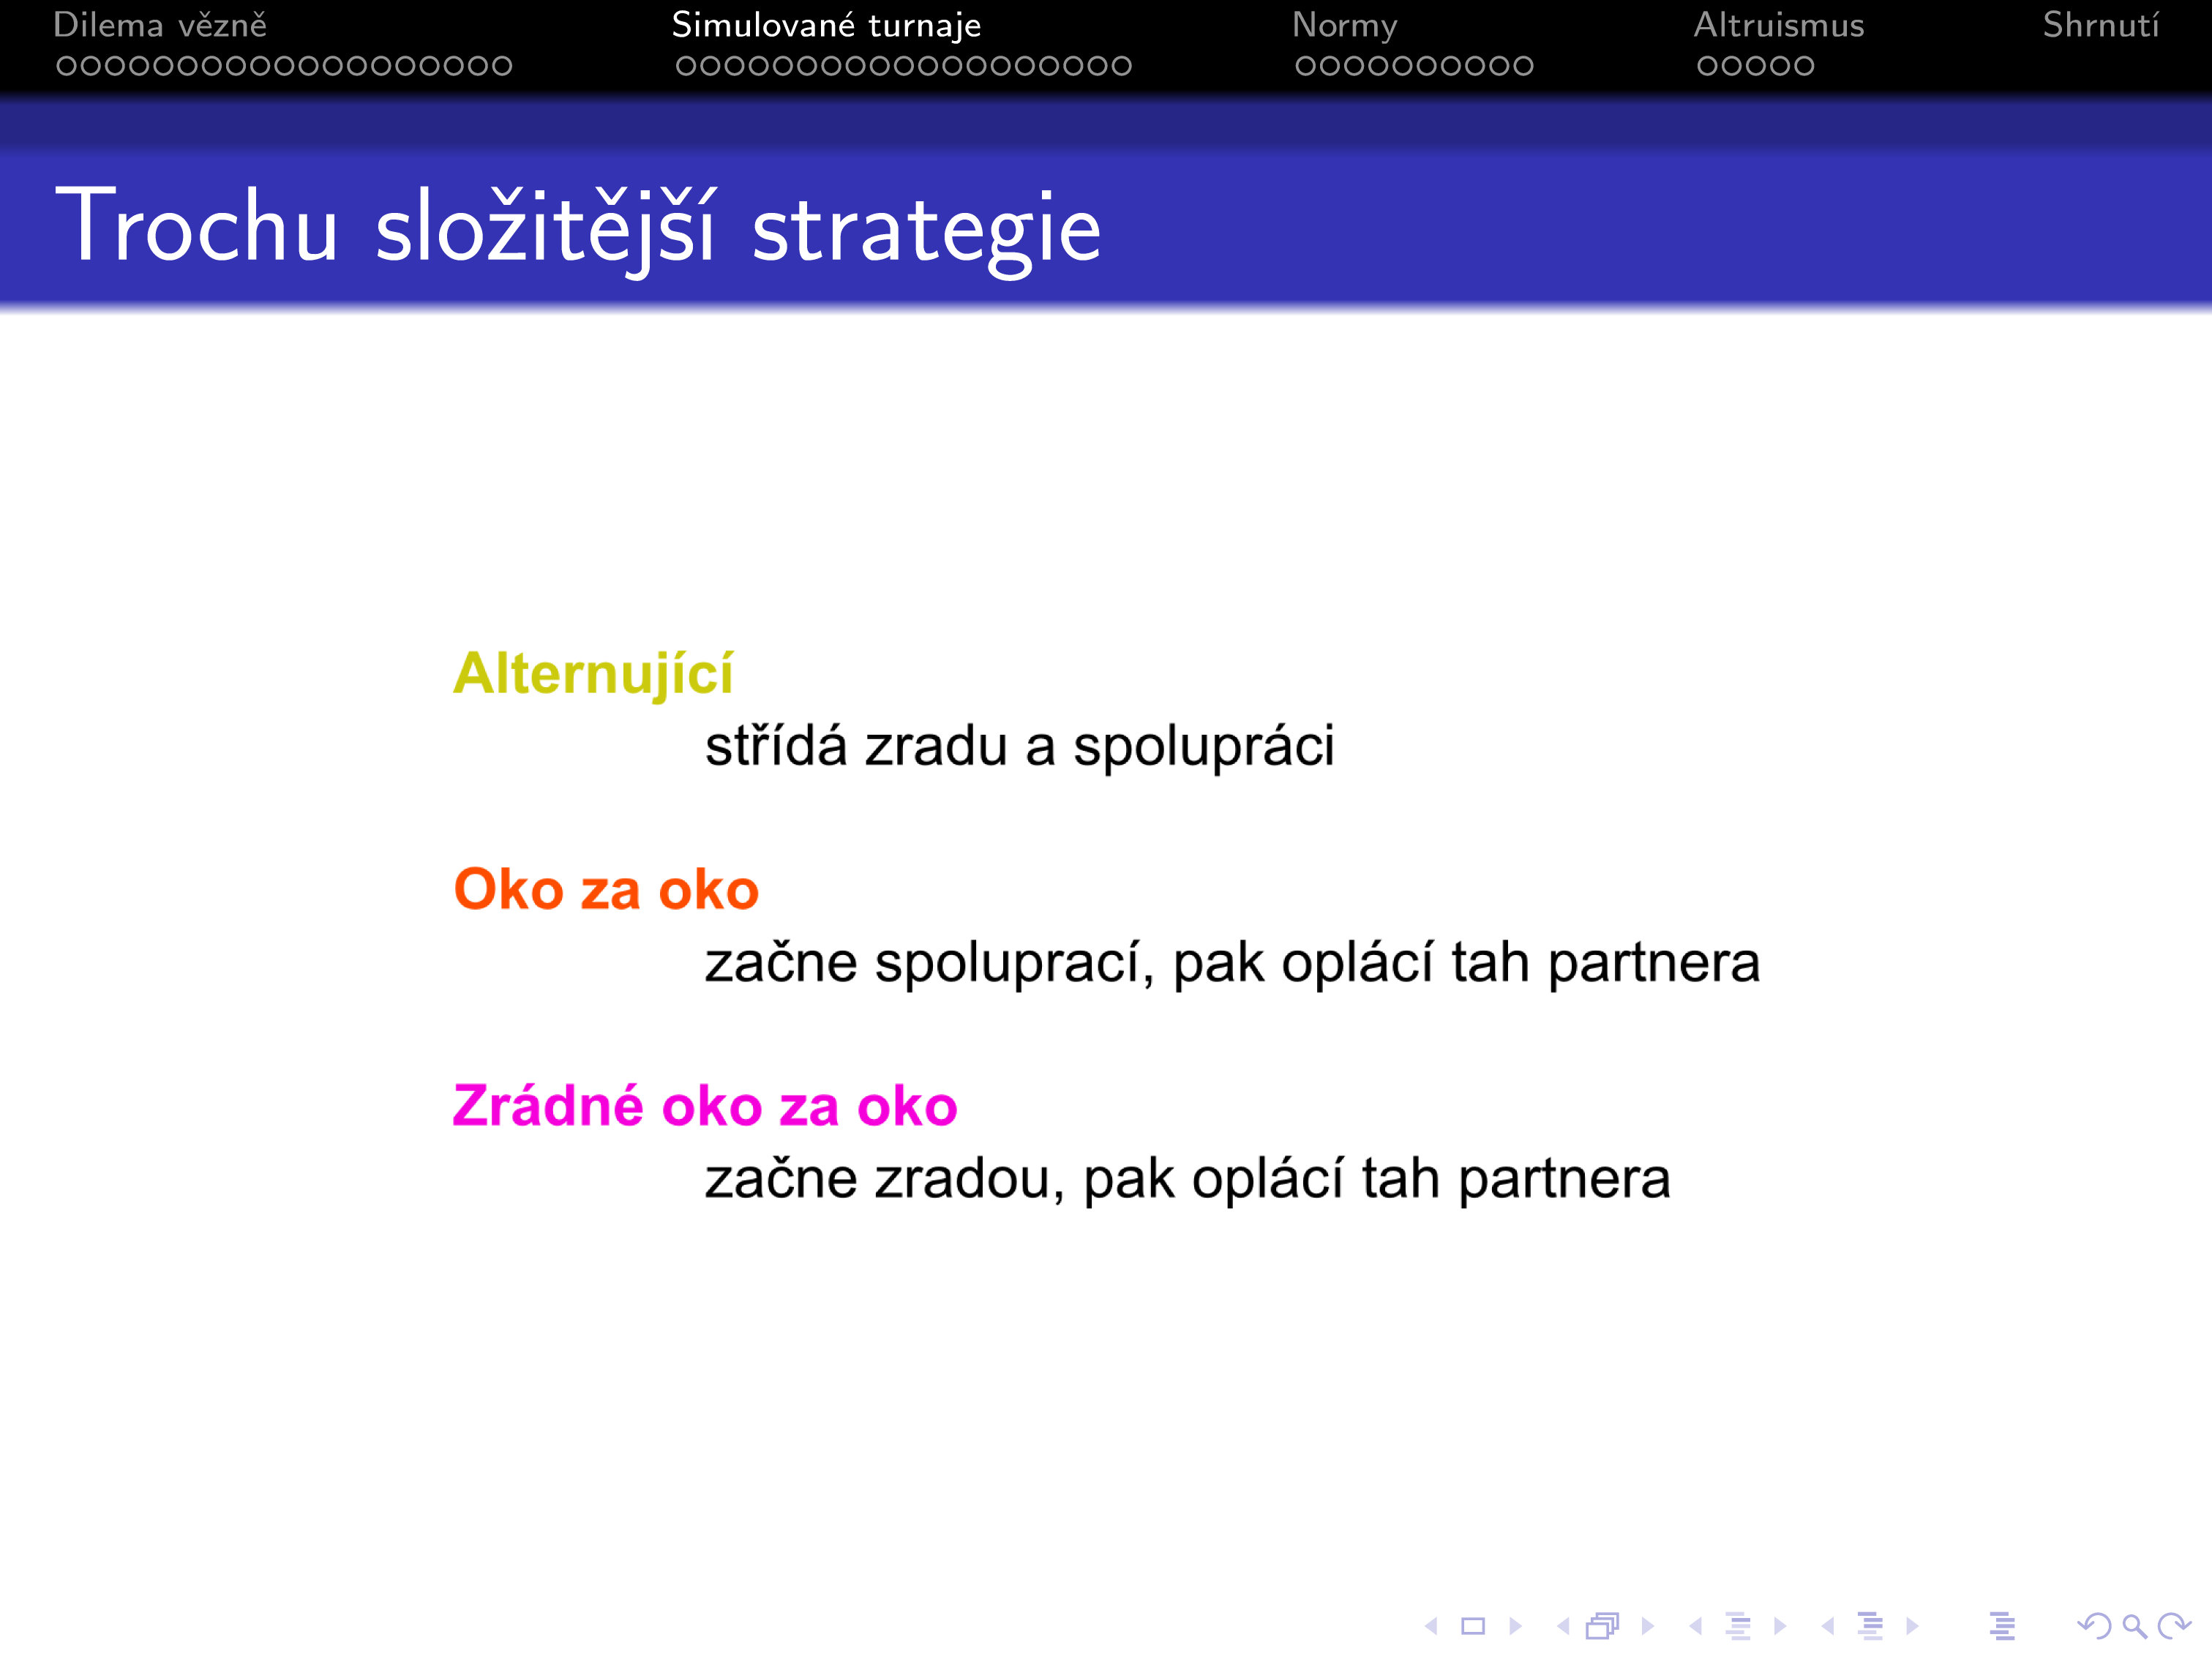 Dilema vězně
Simulované turnaje
Normy
Altruismus
Shrnutí
Trochu složitější strategie
Alternující
střídá zradu a spolupráci
Oko za oko
začne spoluprací, pak oplácí tah partnera
Zrádné oko za oko
začne zradou, pak oplácí tah partnera